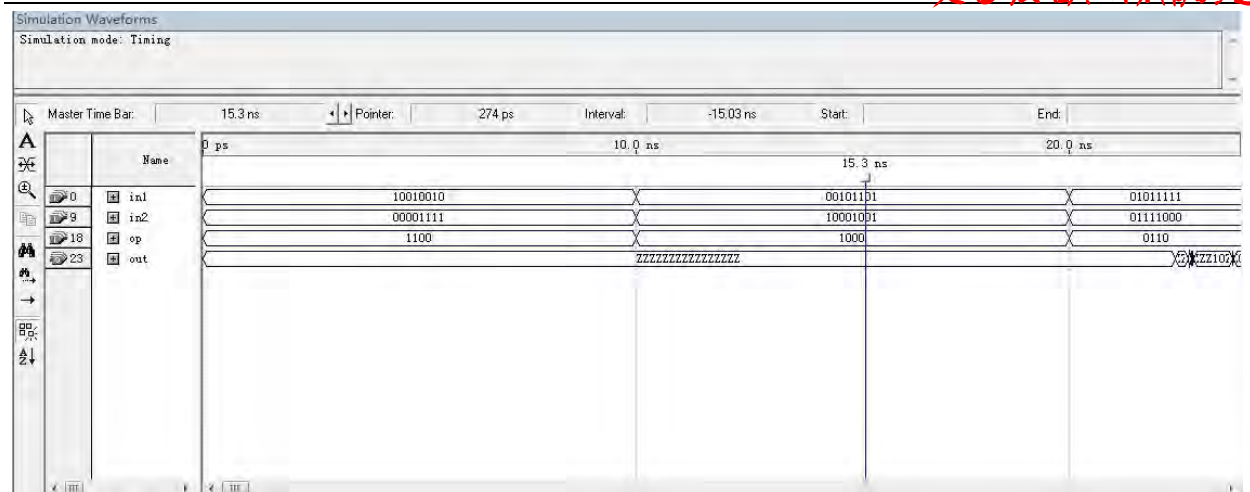 Simulation Waveforms
Simulation mode: Timing
Master Time Bar: 15.3 ns Pointer: 274 ps Interval: -15.03 ns Start: End:
Name
0 ps 10.0 ns 20.0 ns
15.3 ns
0 in1 10010010 00101101 01011111
9 in2 00001111 10001001 01111000
18 op 1100 1000 0110
23 out ZZZZZZZZZZZZZZZZ